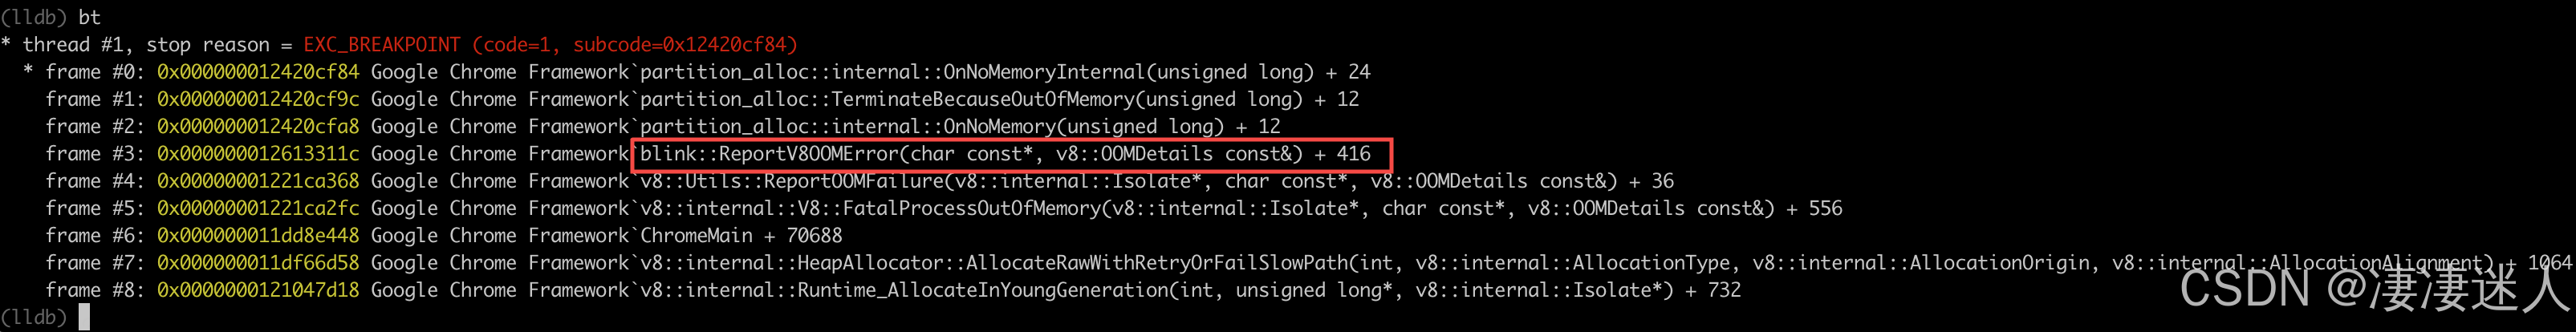 (lldb) bt
* thread #1, stop reason = EXC_BREAKPOINT (code=1, subcode=0x12420cf84)
  * frame #0: 0x000000012420cf84 Google Chrome Framework`partition_alloc::internal::OnNoMemoryInternal(unsigned long) + 24
    frame #1: 0x000000012420cf9c Google Chrome Framework`partition_alloc::TerminateBecauseOutOfMemory(unsigned long) + 12
    frame #2: 0x000000012420cfa8 Google Chrome Framework`partition_alloc::internal::OnNoMemory(unsigned long) + 12
    frame #3: 0x000000012613311c Google Chrome Framework`blink::ReportV8OOMError(char const*, v8::OOMDetails const&) + 416
    frame #4: 0x00000001221ca368 Google Chrome Framework`v8::Utils::ReportOOMFailure(v8::internal::Isolate*, char const*, v8::OOMDetails const&) + 36
    frame #5: 0x00000001221ca2fc Google Chrome Framework`v8::internal::V8::FatalProcessOutOfMemory(v8::internal::Isolate*, char const*, v8::OOMDetails const&) + 556
    frame #6: 0x000000011dd8e448 Google Chrome Framework`ChromeMain + 70688
    frame #7: 0x000000011df66d58 Google Chrome Framework`v8::internal::HeapAllocator::AllocateRawWithRetryOrFailSlowPath(int, v8::internal::AllocationType, v8::internal::AllocationOrigin, v8::internal::AllocationAlignment) + 1064
    frame #8: 0x0000000121047d18 Google Chrome Framework`v8::internal::Runtime_AllocateInYoungGeneration(int, unsigned long*, v8::internal::Isolate*) + 732
(lldb)
CSDN @凄凄迷人